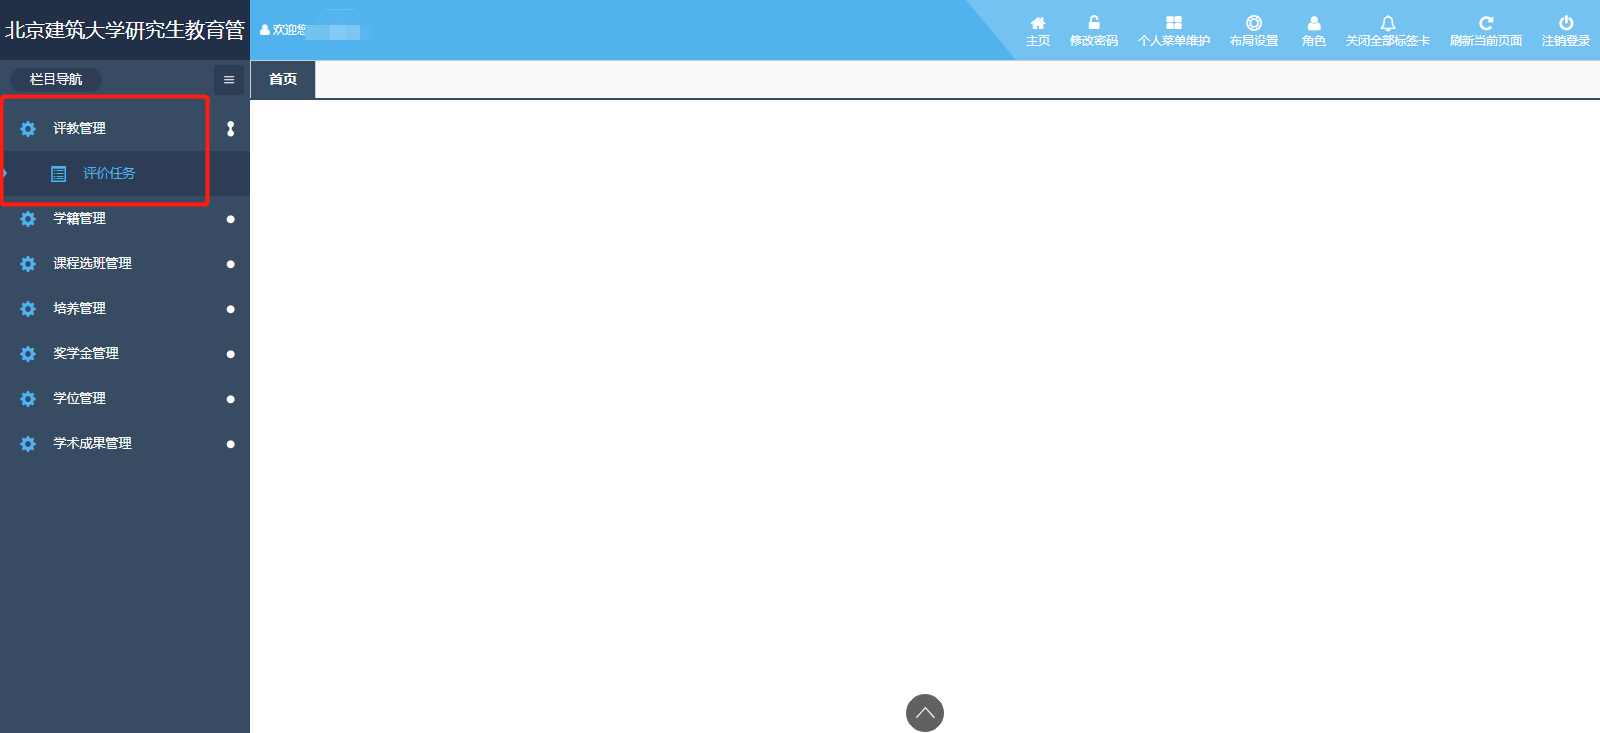 北京建筑大学研究生教育管
欢迎您
主页
修改密码
个人菜单维护
布局设置
角色
关闭全部标签卡
刷新当前页面
注销登录
栏目导航
首页
评教管理
评价任务
学籍管理
课程选班管理
培养管理
奖学金管理
学位管理
学术成果管理